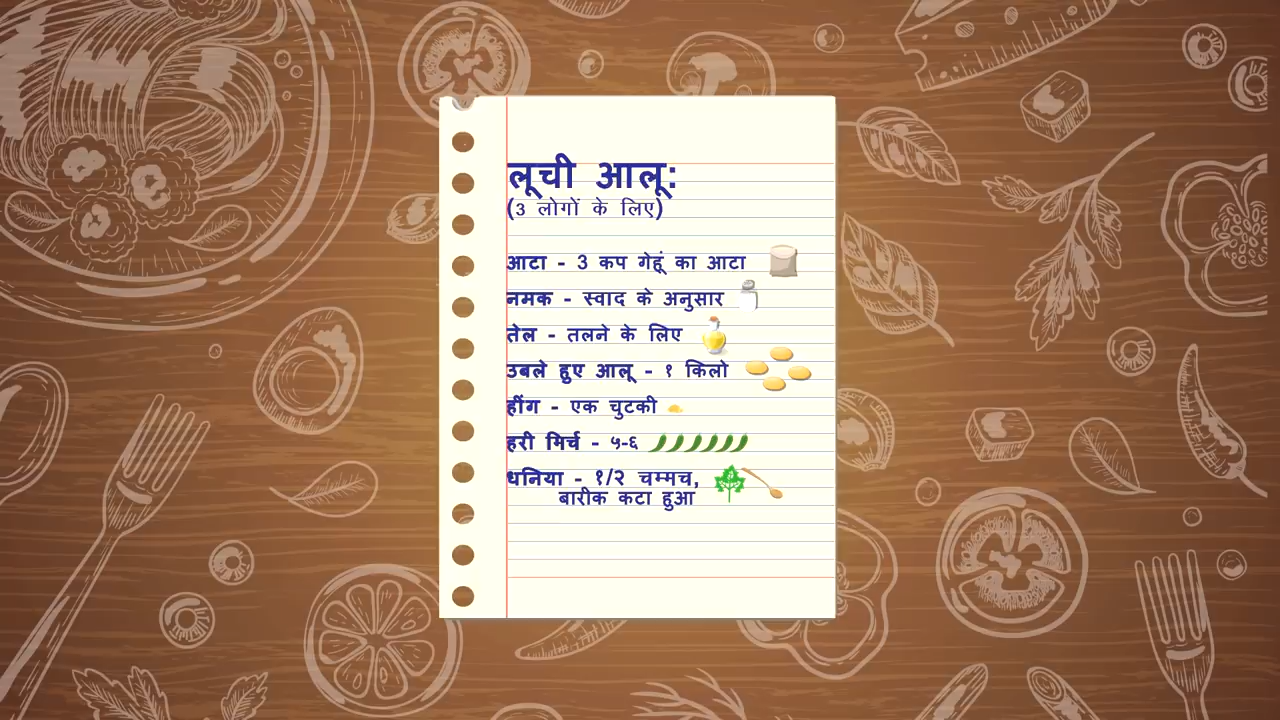 लूची आलू:
(3 लोगों के लिए)
आटा - 3 कप गेहूं का आटा
नमक - स्वाद के अनुसार
तेल - तलने के लिए
उबले हुए आलू - १ किलो
हींग - एक चुटकी
हरी मिर्च - ५-६
धनिया - १/२ चम्मच,
बारीक कटा हुआ